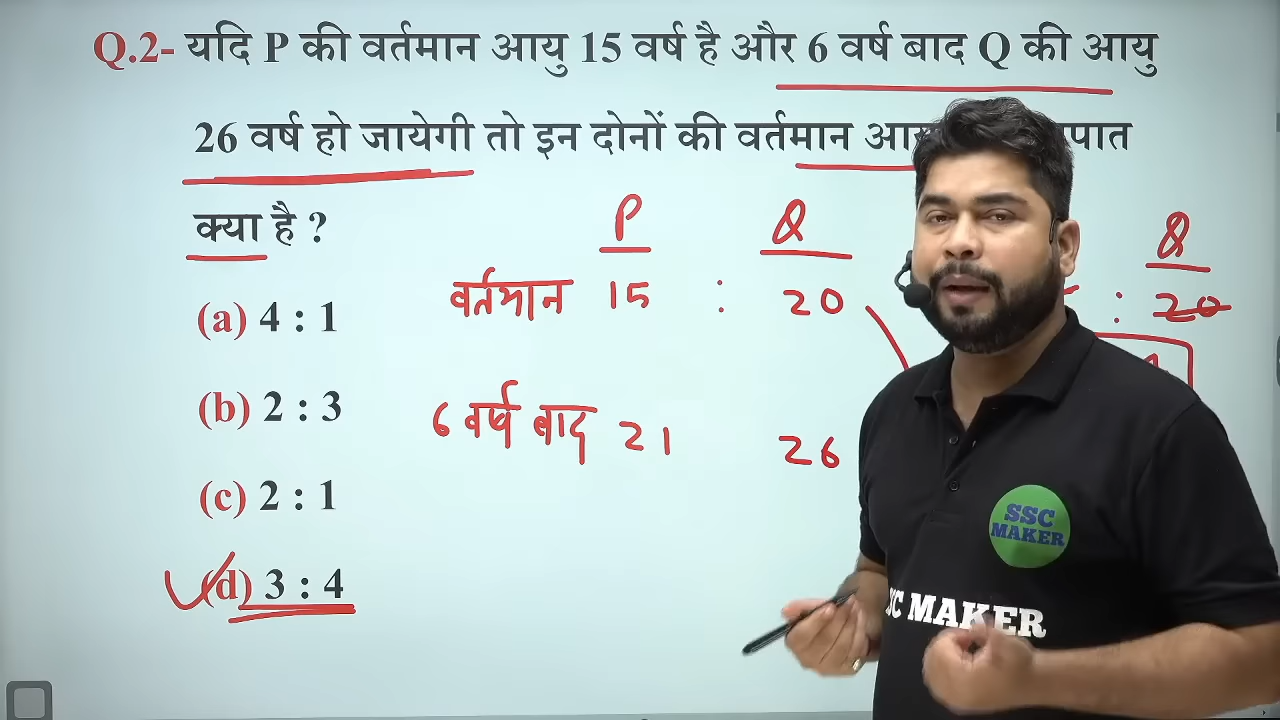 Q.2- यदि P की वर्तमान आयु 15 वर्ष है और 6 वर्ष बाद Q की आयु
26 वर्ष हो जायेगी तो इन दोनों की वर्तमान
क्या है ?
P Q Q
वर्तमान 15 : 20 : 20
(a) 4 : 1
(b) 2 : 3
6 वर्ष बाद 21 26
(c) 2 : 1
(d) 3 : 4
SSC
MAKER
MAKER